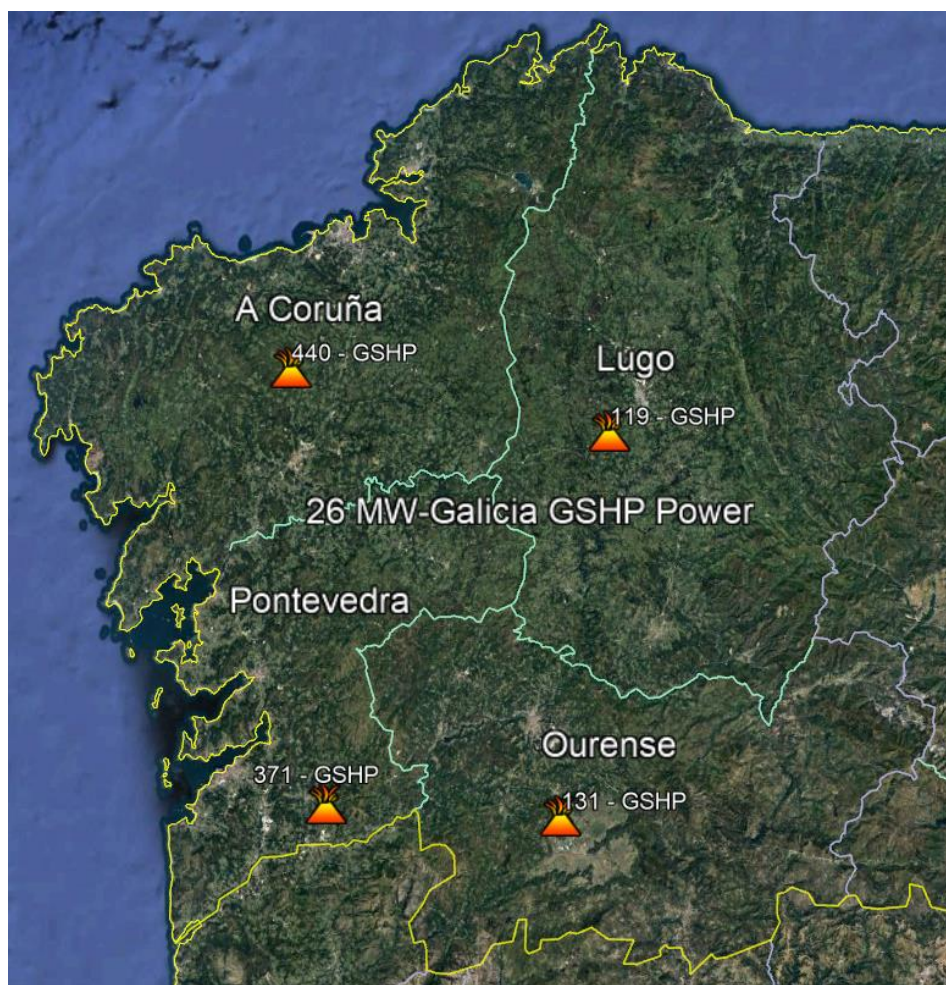 A Coruña
440 - GSHP
Lugo
119 - GSHP
26 MW-Galicia GSHP Power
Pontevedra
Ourense
371 - GSHP
131 - GSHP